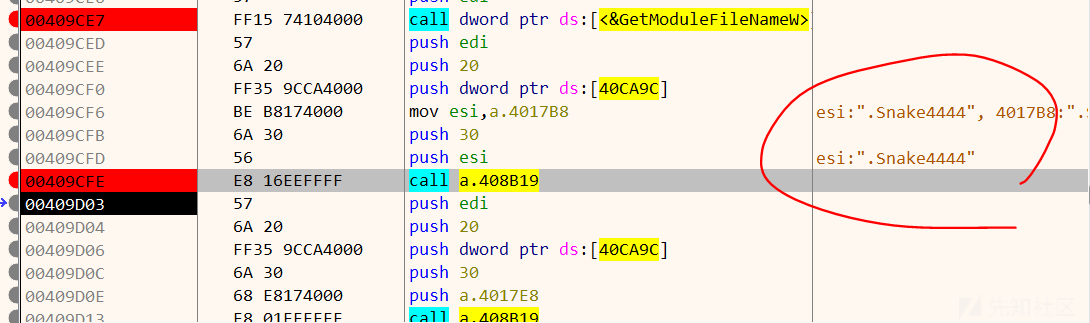 push edi
00409CE7 FF15 74104000 call dword ptr ds:[<&GetModuleFileNameW>
00409CED 57 push edi
00409CEE 6A 20 push 20
00409CF0 FF35 9CCA4000 push dword ptr ds:[40CA9C]
00409CF6 BE B8174000 mov esi,a.4017B8 esi:".Snake4444", 4017B8:".S
00409CFB 6A 30 push 30
00409CFD 56 push esi esi:".Snake4444"
00409CFE E8 16EEFFFF call a.408B19
00409D03 57 push edi
00409D04 6A 20 push 20
00409D06 FF35 9CCA4000 push dword ptr ds:[40CA9C]
00409D0C 6A 30 push 30
00409D0E 68 E8174000 push a.4017E8
00409D13 E8 01EEFFFF call a.408B19
先知社区